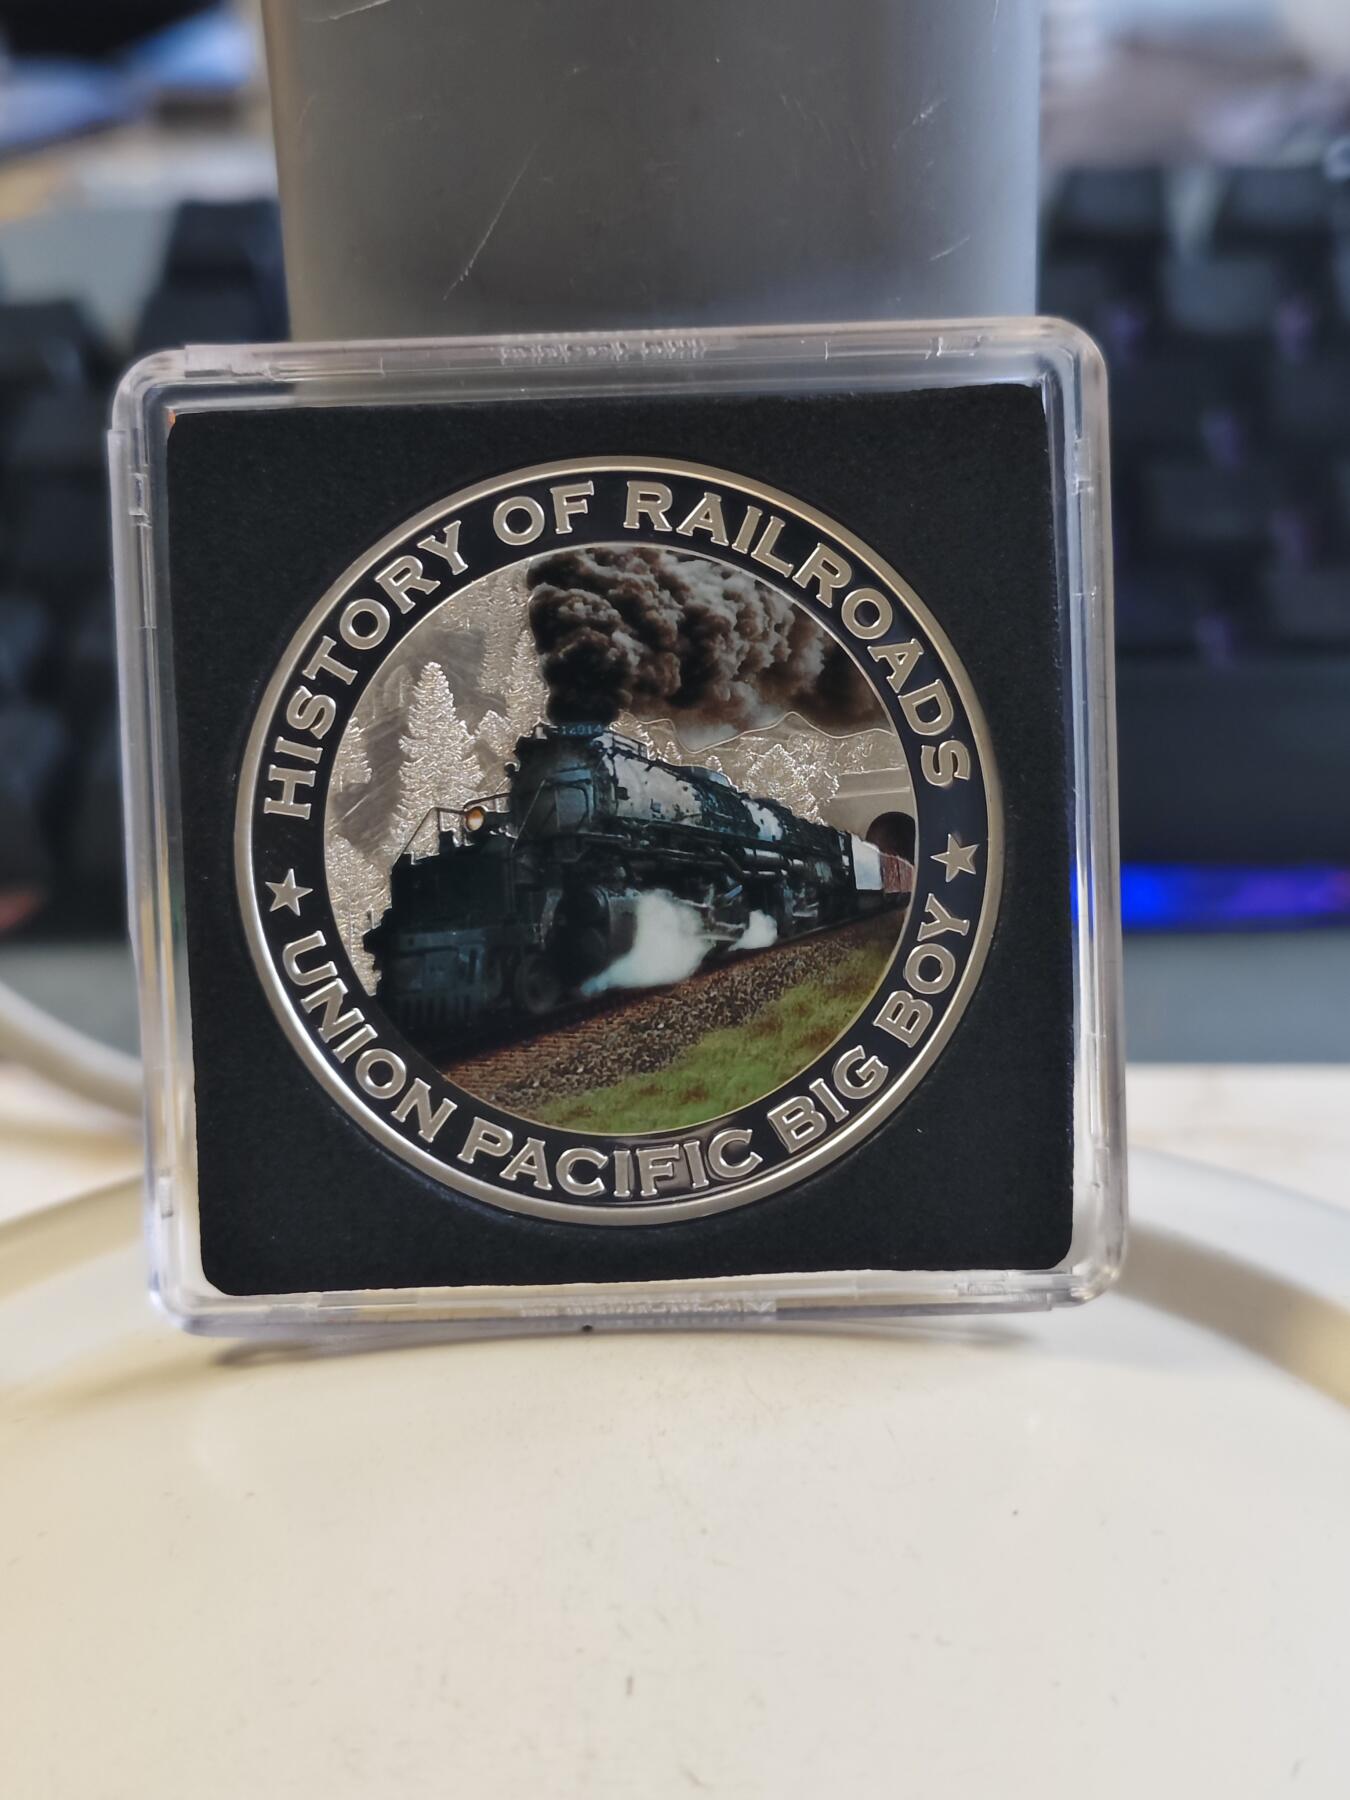 HISTORY OF RAILROADS
★ UNION PACIFIC BIG BOY ★